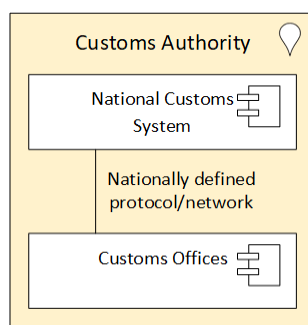 Customs Authority
National Customs
System
Nationally defined
protocol/network
Customs Offices